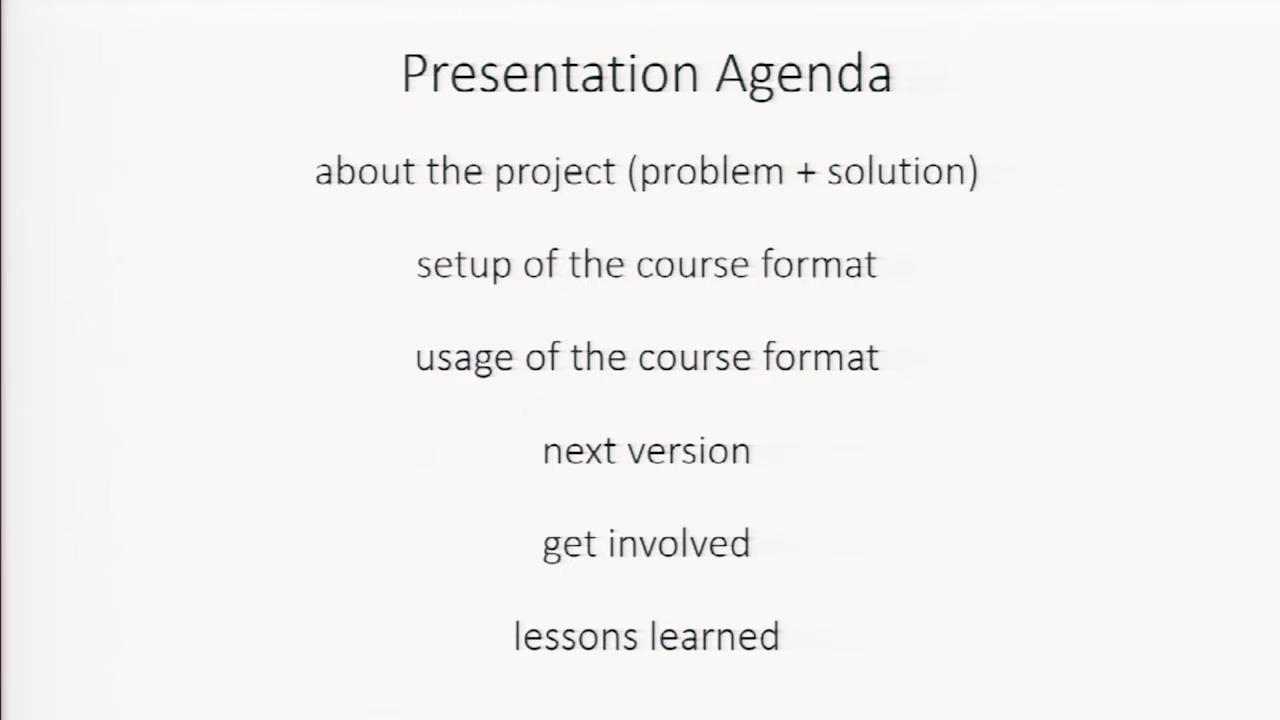 Presentation Agenda
about the project (problem + solution)
setup of the course format
usage of the course format
next version
get involved
lessons learned